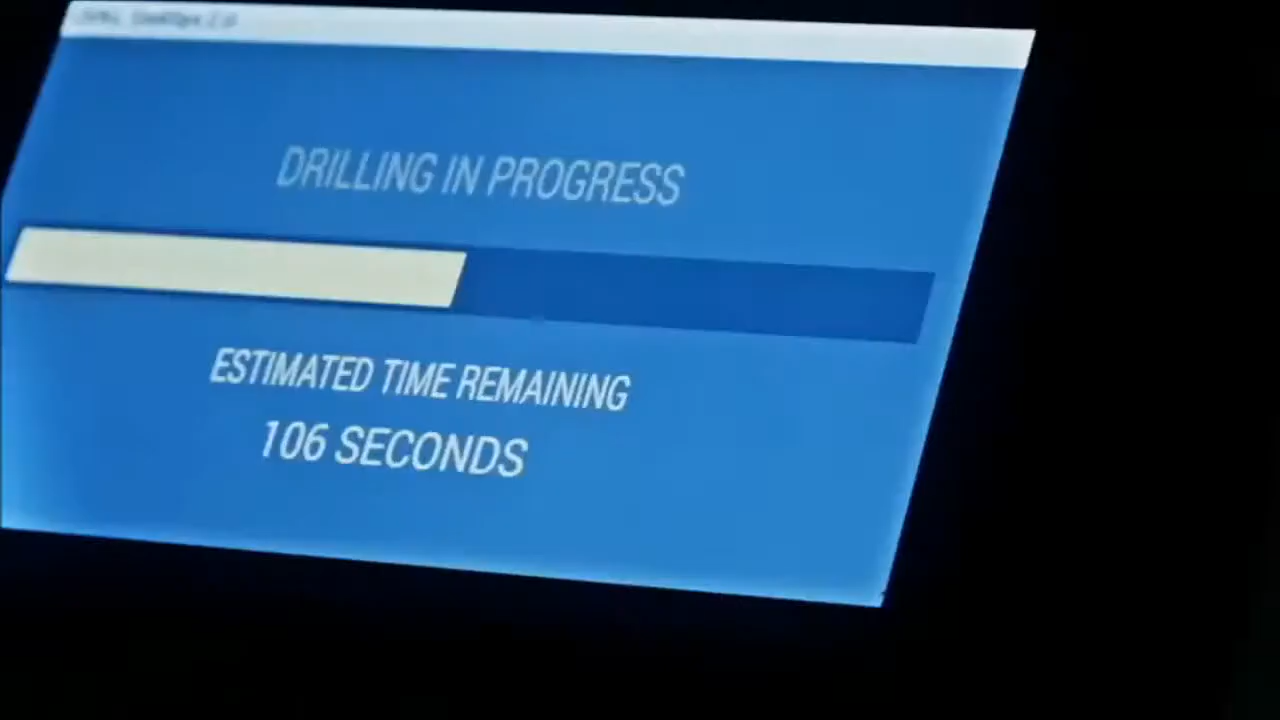 DRILLING IN PROGRESS
ESTIMATED TIME REMAINING
106 SECONDS